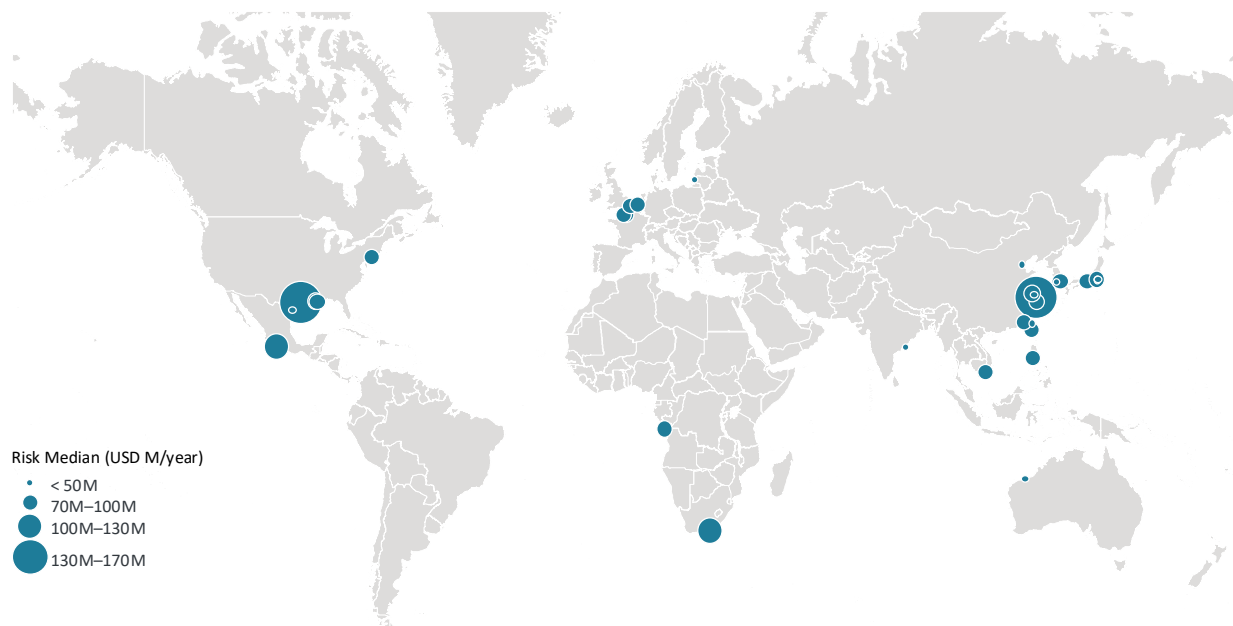 Risk Median (USD M/year)
< 50M
70M–100M
100M–130M
130M–170M